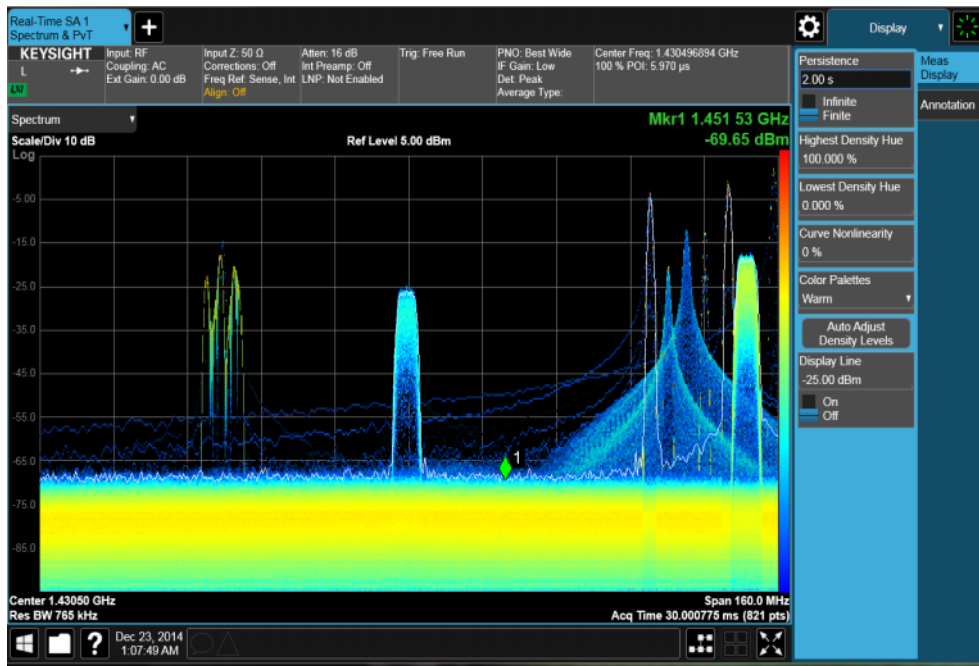 Real-Time SA 1
Spectrum & PvT
+
Display
KEYSIGHT
L
LXI
Input: RF
Coupling: AC
Ext Gain: 0.00 dB
Input Z: 50 Ω
Corrections: Off
Freq Ref: Sense, Int
Align: Off
Atten: 16 dB
Int Preamp: Off
LNP: Not Enabled
Trig: Free Run
PNO: Best Wide
IF Gain: Low
Det: Peak
Average Type:
Center Freq: 1.430496894 GHz
100 % POI: 5.970 µs
Spectrum
Mkr1 1.451 53 GHz
-69.65 dBm
Scale/Div 10 dB
Ref Level 5.00 dBm
Log
-5.00
-15.0
-25.0
-35.0
-45.0
-55.0
-65.0
-75.0
-85.0
1
Center 1.43050 GHz
Res BW 765 kHz
Span 160.0 MHz
Acq Time 30.000775 ms (821 pts)
Persistence
2.00 s
Infinite
Finite
Highest Density Hue
100.000 %
Lowest Density Hue
0.000 %
Curve Nonlinearity
0 %
Color Palettes
Warm
Auto Adjust
Density Levels
Display Line
-25.00 dBm
On
Off
Meas
Display
Annotation
?
Dec 23, 2014
1:07:49 AM